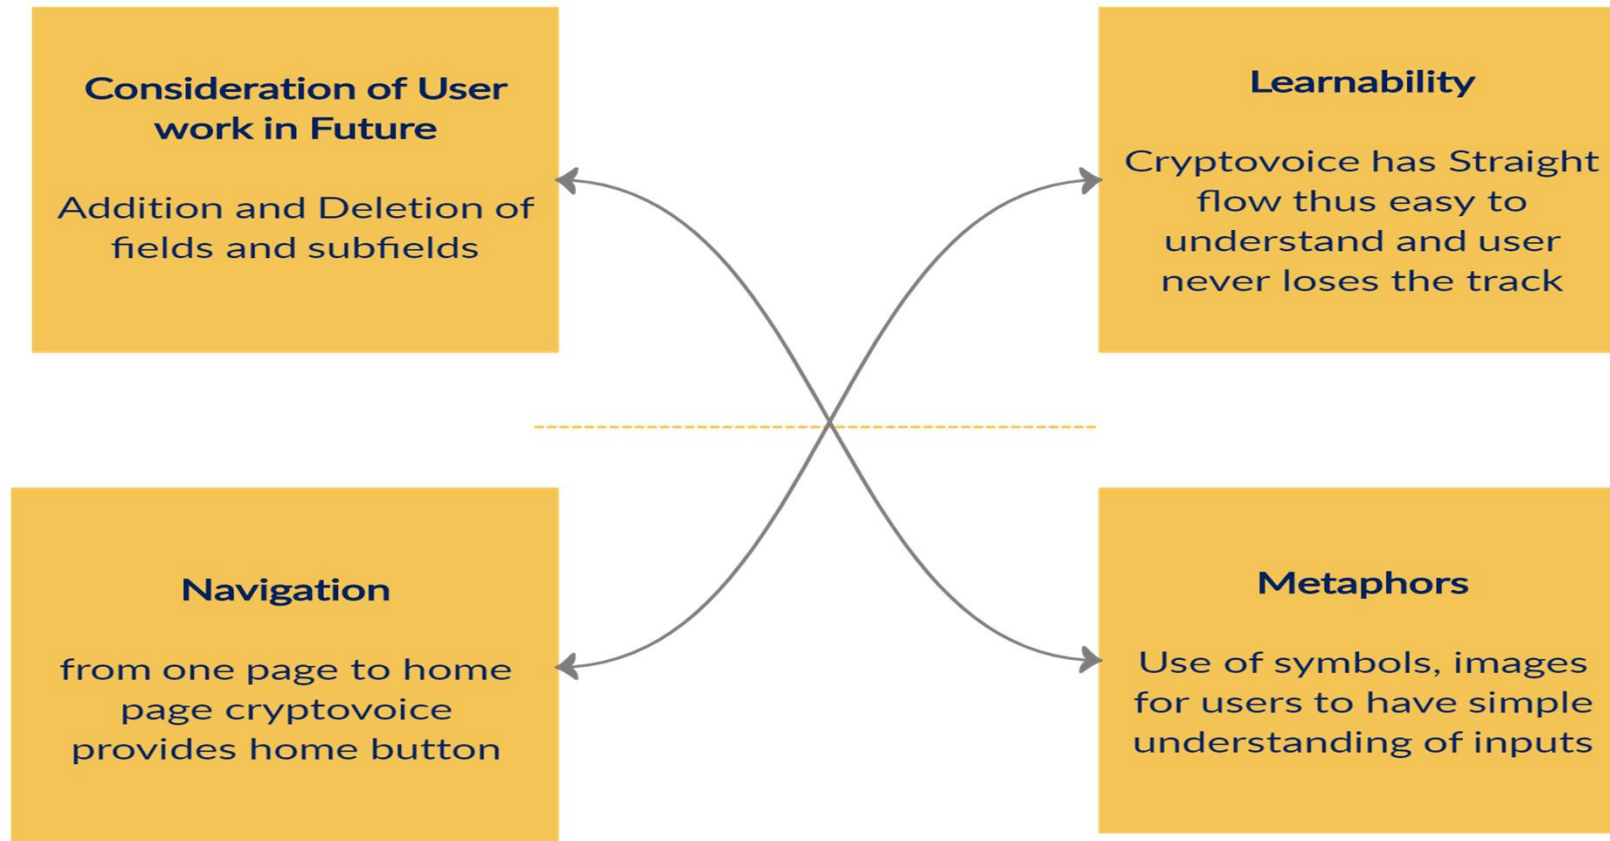 Consideration of User
work in Future
Addition and Deletion of
fields and subfields
Learnability
Cryptovoice has Straight
flow thus easy to
understand and user
never loses the track
Navigation
from one page to home
page cryptovoice
provides home button
Metaphors
Use of symbols, images
for users to have simple
understanding of inputs